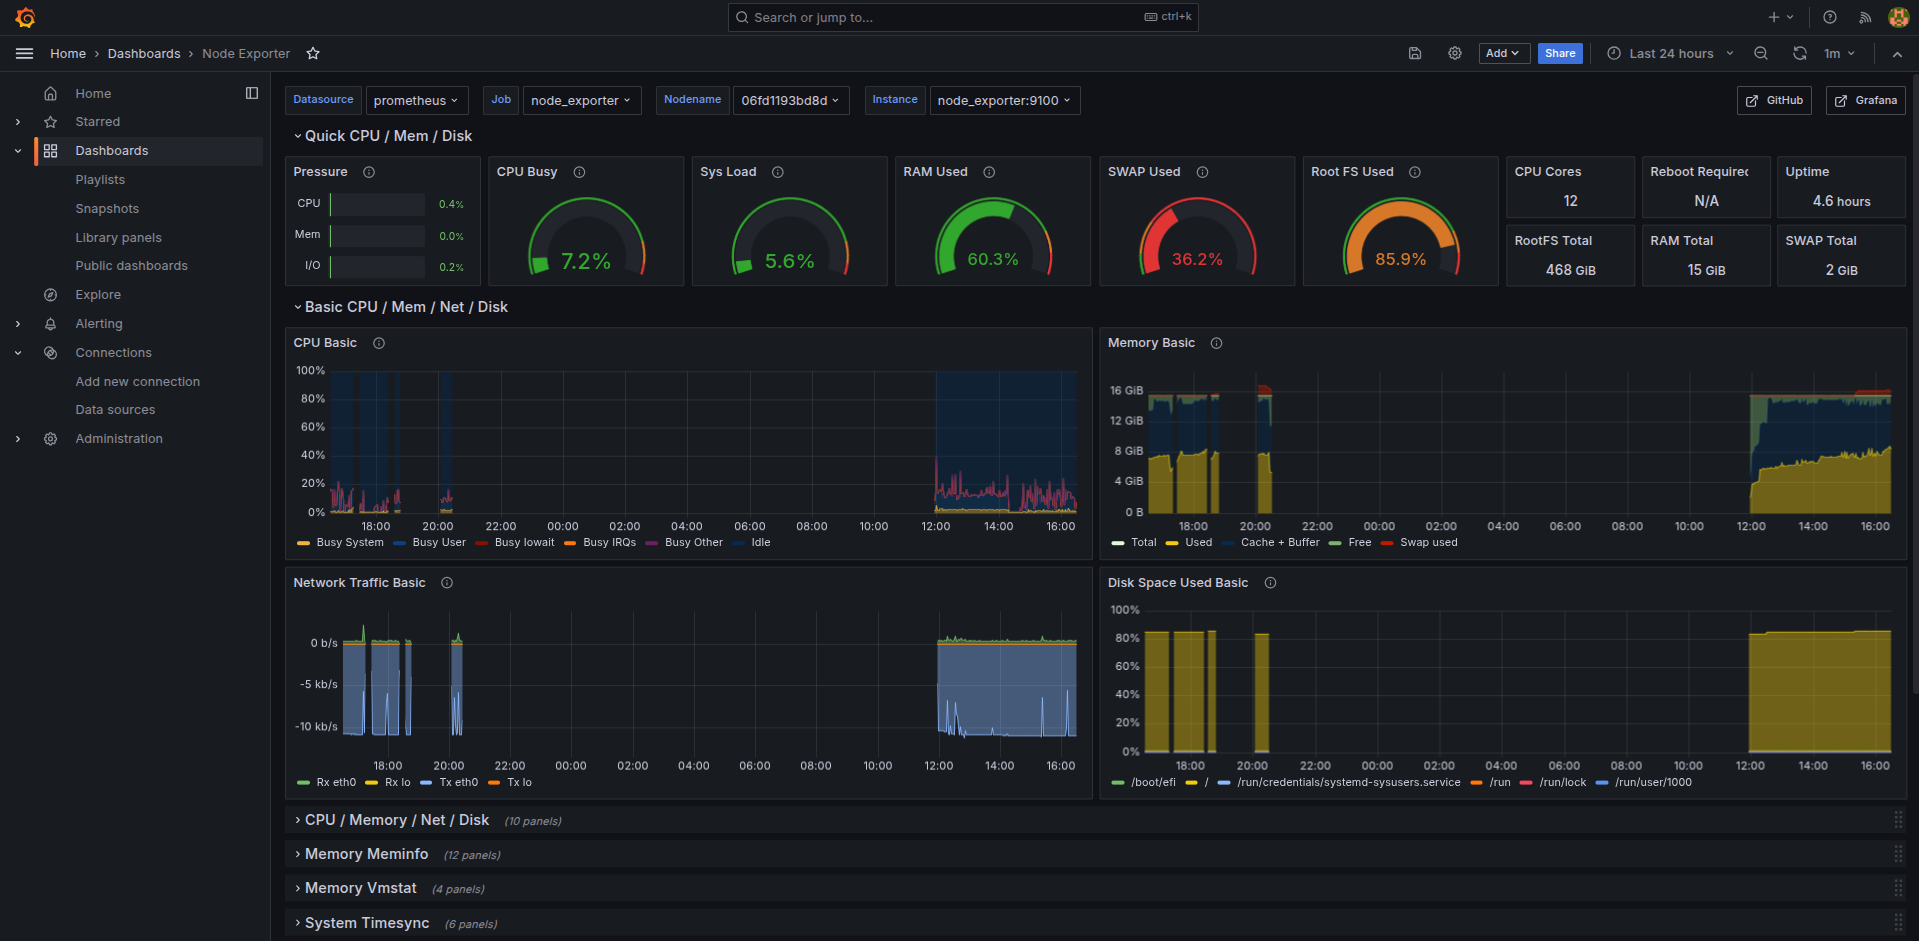 Search or jump to...
ctrl+k
Home › Dashboards › Node Exporter
Add
Share
Last 24 hours
1m
Home
Starred
Dashboards
Playlists
Snapshots
Library panels
Public dashboards
Explore
Alerting
Connections
Add new connection
Data sources
Administration
Datasource prometheus Job node_exporter Nodename 06fd1193bd8d Instance node_exporter:9100
GitHub
Grafana
Quick CPU / Mem / Disk
Pressure
CPU 0.4%
Mem 0.0%
I/O 0.2%
CPU Busy
7.2%
Sys Load
5.6%
RAM Used
60.3%
SWAP Used
36.2%
Root FS Used
85.9%
CPU Cores
12
Reboot Required
N/A
Uptime
4.6 hours
RootFS Total
468 GiB
RAM Total
15 GiB
SWAP Total
2 GiB
Basic CPU / Mem / Net / Disk
CPU Basic
100%
80%
60%
40%
20%
0%
18:00 20:00 22:00 00:00 02:00 04:00 06:00 08:00 10:00 12:00 14:00 16:00
Busy System Busy User Busy Iowait Busy IRQs Busy Other Idle
Memory Basic
16 GiB
12 GiB
8 GiB
4 GiB
0 B
18:00 20:00 22:00 00:00 02:00 04:00 06:00 08:00 10:00 12:00 14:00 16:00
Total Used Cache + Buffer Free Swap used
Network Traffic Basic
0 b/s
-5 kb/s
-10 kb/s
18:00 20:00 22:00 00:00 02:00 04:00 06:00 08:00 10:00 12:00 14:00 16:00
Rx eth0 Rx lo Tx eth0 Tx lo
Disk Space Used Basic
100%
80%
60%
40%
20%
0%
18:00 20:00 22:00 00:00 02:00 04:00 06:00 08:00 10:00 12:00 14:00 16:00
/boot/efi / /run/credentials/systemd-sysusers.service /run /run/lock /run/user/1000
CPU / Memory / Net / Disk (10 panels)
Memory Meminfo (12 panels)
Memory Vmstat (4 panels)
System Timesync (6 panels)